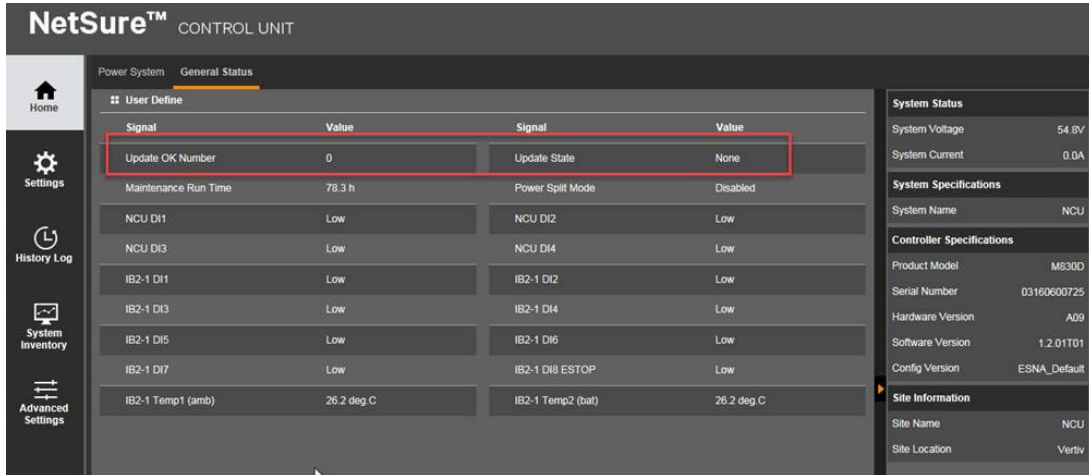 NetSure™ CONTROL UNIT
Home
Settings
History Log
System
Inventory
Advanced
Settings
Power System General Status
User Define
Signal Value Signal Value
Update OK Number 0 Update State None
Maintenance Run Time 78.3 h Power Split Mode Disabled
NCU DI1 Low NCU DI2 Low
NCU DI3 Low NCU DI4 Low
IB2-1 DI1 Low IB2-1 DI2 Low
IB2-1 DI3 Low IB2-1 DI4 Low
IB2-1 DI5 Low IB2-1 DI6 Low
IB2-1 DI7 Low IB2-1 DI8 ESTOP Low
IB2-1 Temp1 (amb) 26.2 deg.C IB2-1 Temp2 (bat) 26.2 deg.C
System Status
System Voltage 54.8V
System Current 0.0A
System Specifications
System Name NCU
Controller Specifications
Product Model M830D
Serial Number 03160600725
Hardware Version A09
Software Version 1.2.01T01
Config Version ESNA_Default
Site Information
Site Name NCU
Site Location Vertiv